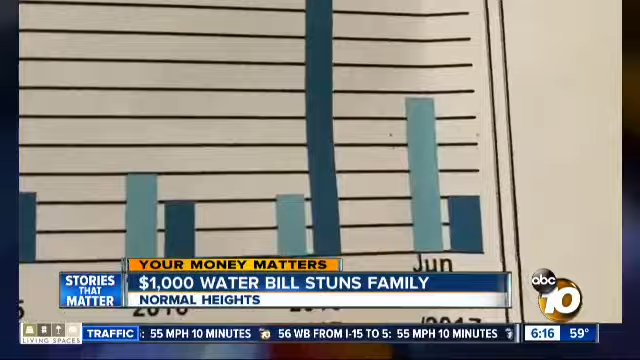 Jun
YOUR MONEY MATTERS
STORIES THAT MATTER
$1,000 WATER BILL STUNS FAMILY
NORMAL HEIGHTS
abc 10
LIVING SPACES
TRAFFIC : 55 MPH 10 MINUTES 56 WB FROM I-15 TO 5: 55 MPH 10 MINUTES
6:16 59°